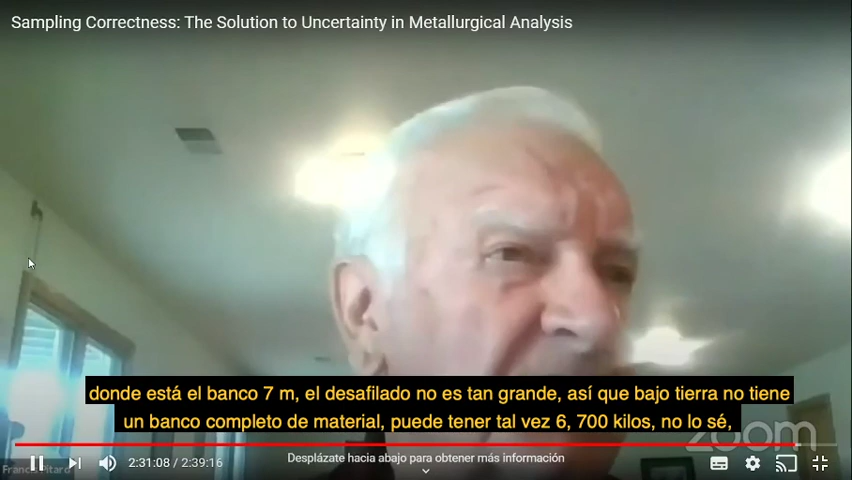 Sampling Correctness: The Solution to Uncertainty in Metallurgical Analysis
donde está el banco 7 m, el desafilado no es tan grande, así que bajo tierra no tiene
un banco completo de material, puede tener tal vez 6, 700 kilos, no lo sé,
zoom
Francis Pitard
2:31:08 / 2:39:16
Desplázate hacia abajo para obtener más información